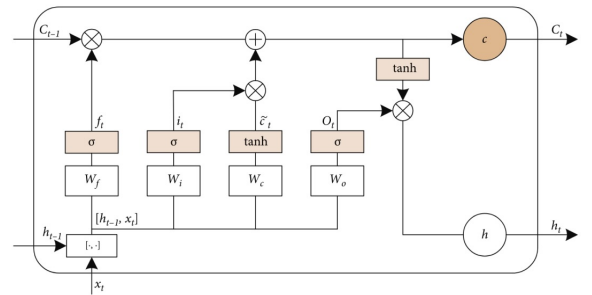 C_{t–1} c C_t
tanh
f_t i_t c̃_t O_t
σ σ tanh σ
W_f W_i W_c W_o
[h_{t–1}, x_t]
h_{t–1} [·, ·] h h_t
x_t